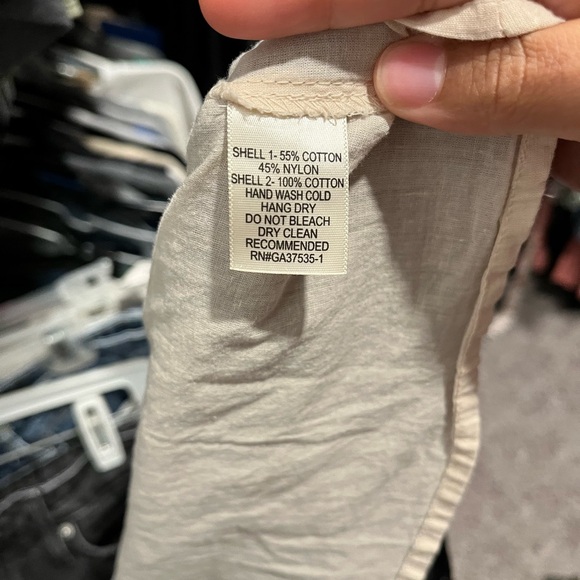 SHELL 1- 55% COTTON
45% NYLON
SHELL 2- 100% COTTON
HAND WASH COLD
HANG DRY
DO NOT BLEACH
DRY CLEAN
RECOMMENDED
RN#GA37535-1